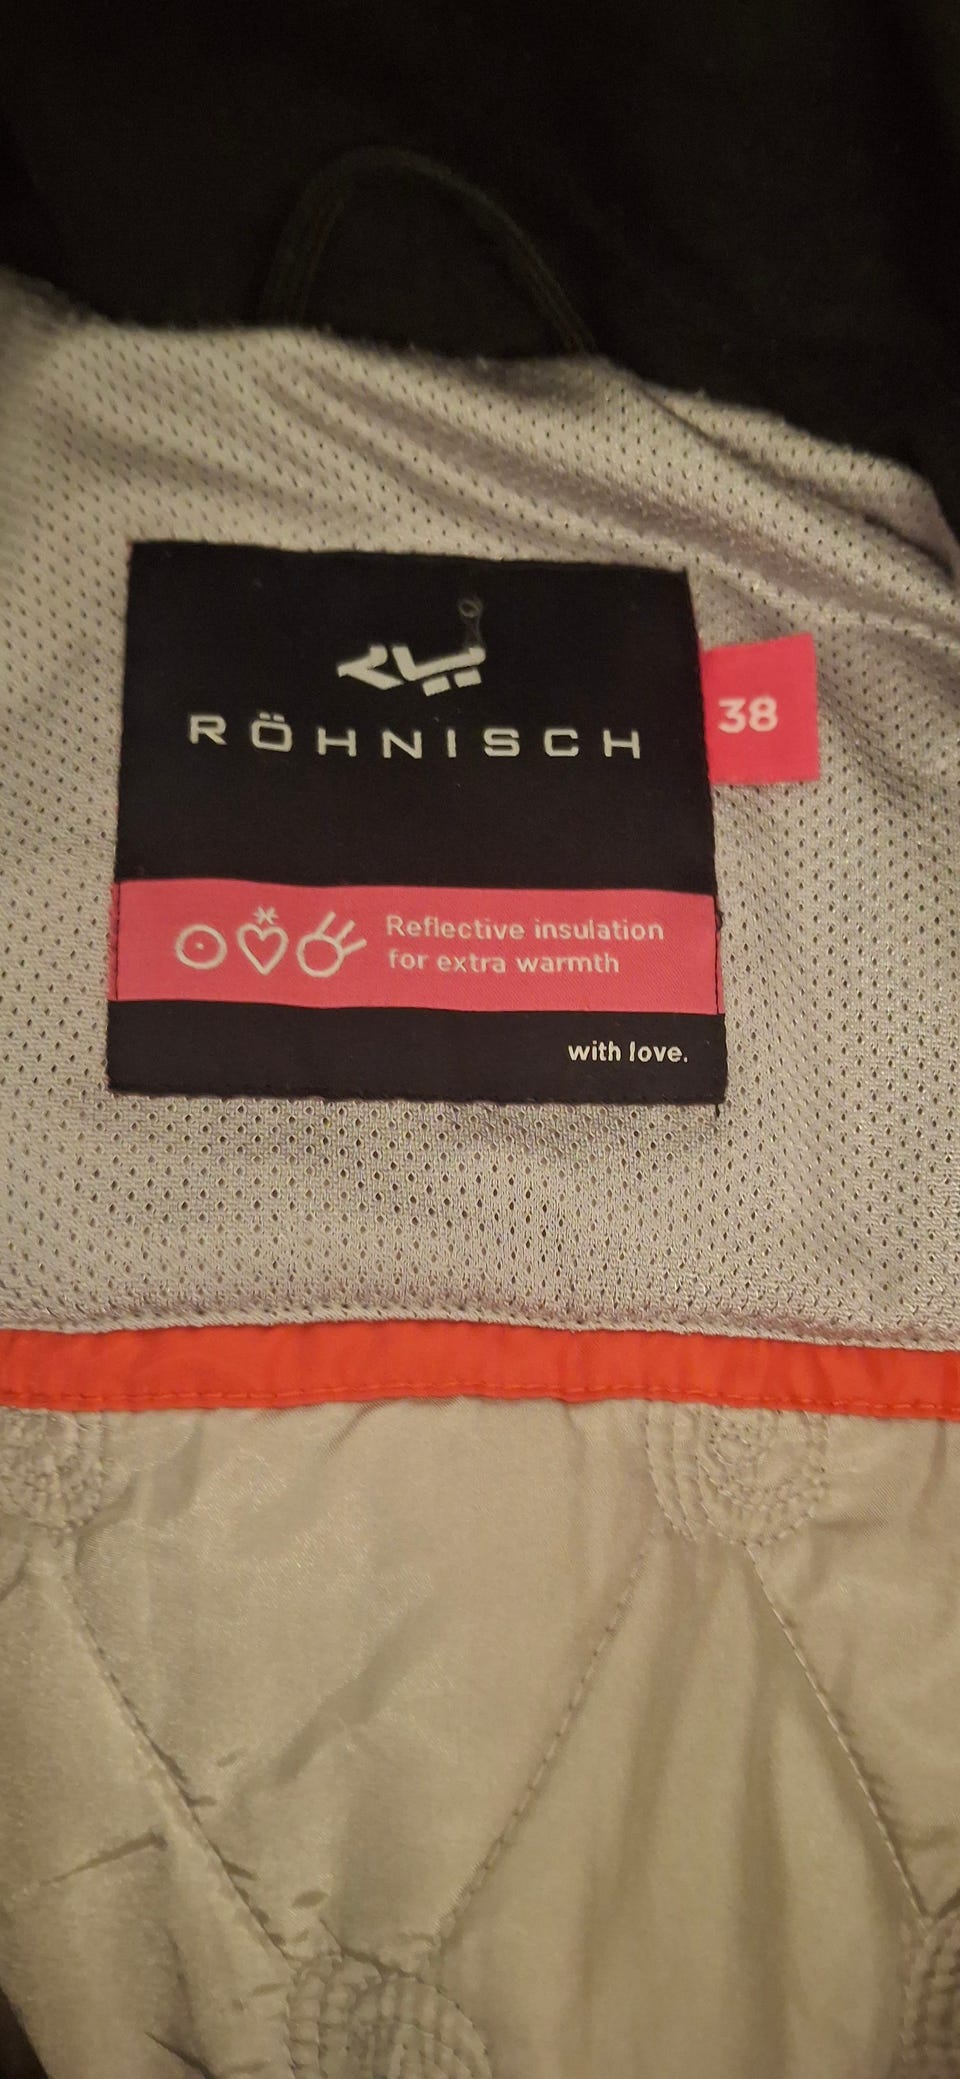 RÖHNISCH
38
Reflective insulation
for extra warmth
with love.